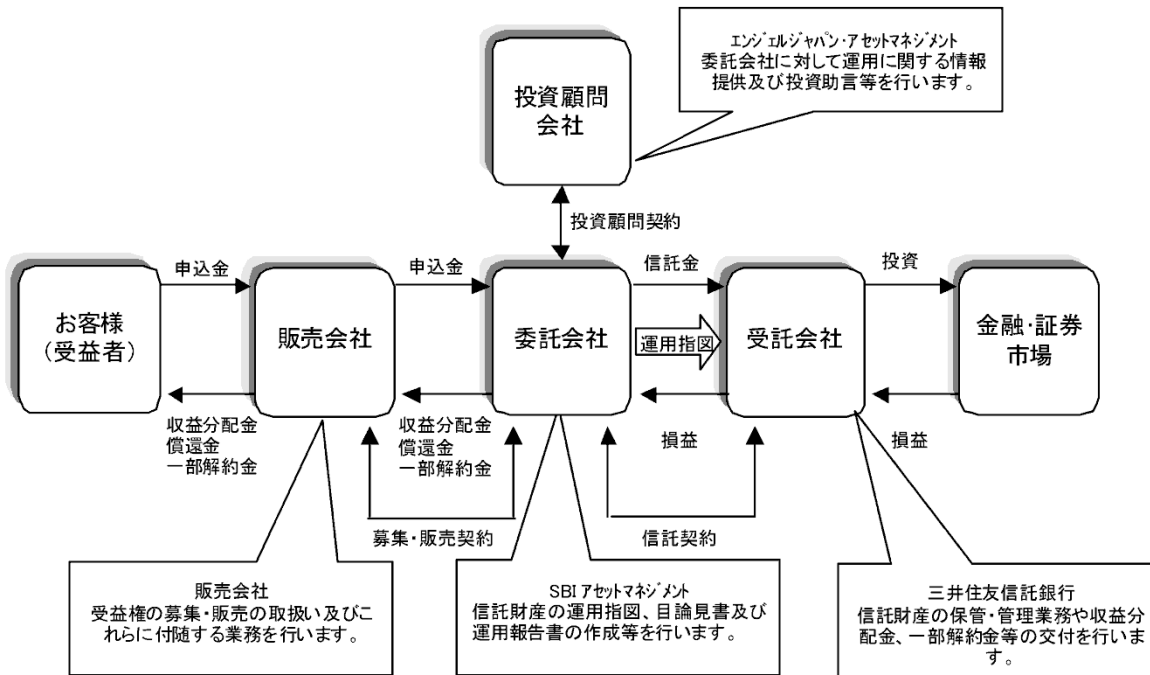 エンジェルジャパン・アセットマネジメント
委託会社に対して運用に関する情報
提供及び投資助言等を行います。
投資顧問
会社
投資顧問契約
申込金
申込金
信託金
投資
お客様
(受益者)
販売会社
委託会社
運用指図
受託会社
金融・証券
市場
収益分配金
償還金
一部解約金
収益分配金
償還金
一部解約金
損益
損益
募集・販売契約
信託契約
販売会社
受益権の募集・販売の取扱い及びこ
れらに付随する業務を行います。
SBIアセットマネジメント
信託財産の運用指図、目論見書及び
運用報告書の作成等を行います。
三井住友信託銀行
信託財産の保管・管理業務や収益分
配金、一部解約金等の交付を行いま
す。